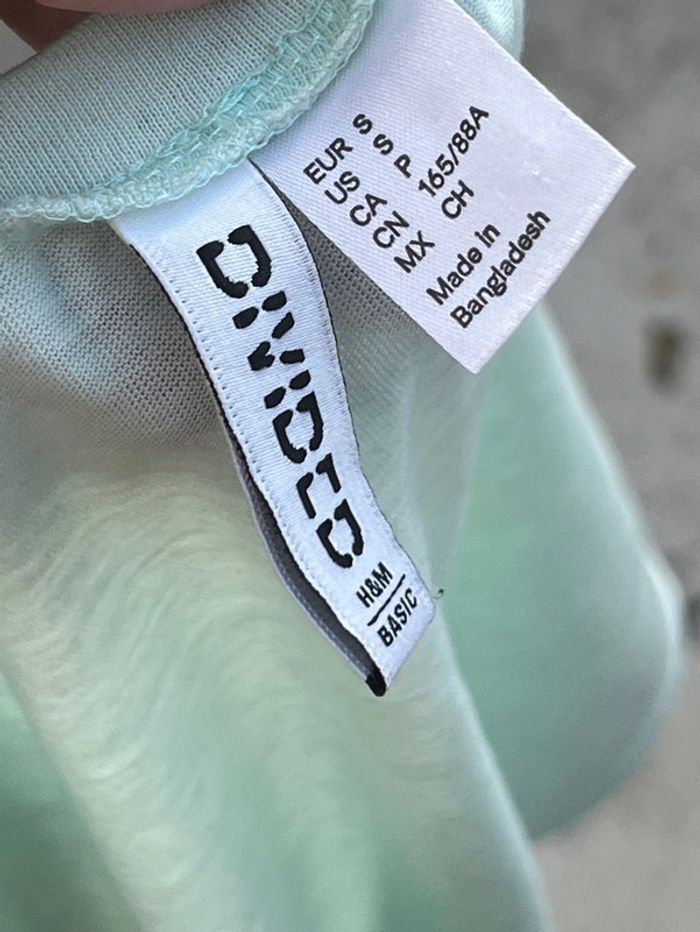 EUR S
US S
CA P
CN 165/88A
MX CH
Made in
Bangladesh
DIVIDED
H&M
BASIC